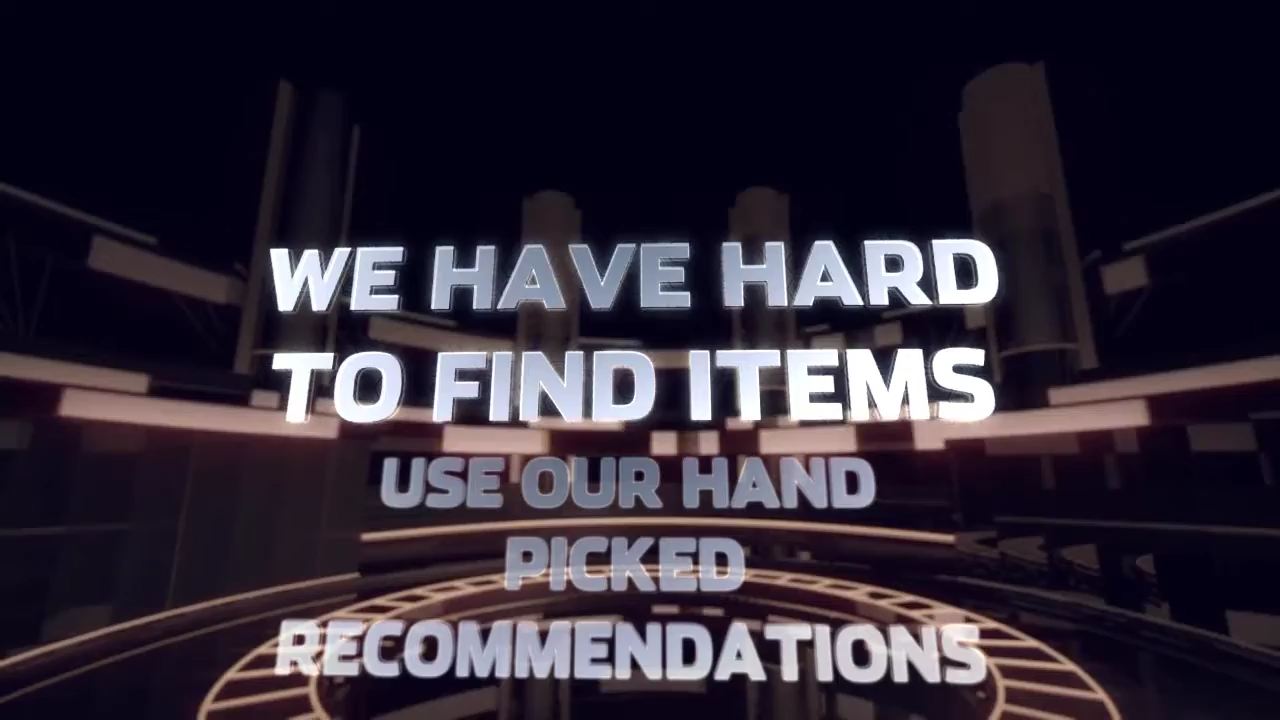 WE HAVE HARD
TO FIND ITEMS
USE OUR HAND
PICKED
RECOMMENDATIONS